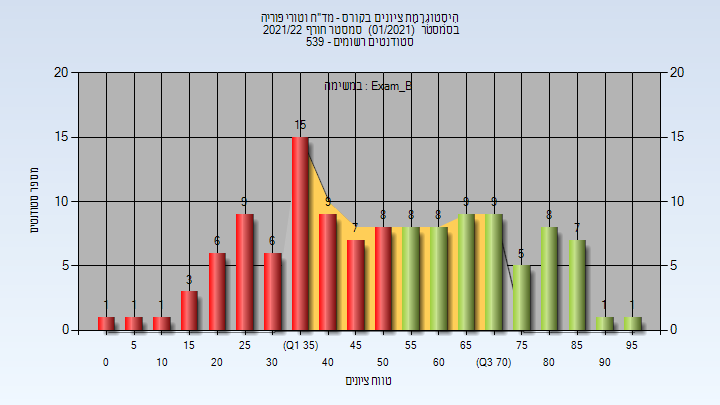 היסטוגרמת ציונים בקורס - מד"ח וטורי פוריה
בסמסטר (01/2021) סמסטר חורף 2021/22
סטודנטים רשומים - 539
במשימה : Exam_B
מספר סטודנטים
20 15 10 5 0
20 15 10 5 0
1 1 1 3 6 9 6 15 9 7 8 8 8 9 9 5 8 7 1 1
5 15 25 (Q1 35) 45 55 65 75 85 95
0 10 20 30 40 50 60 (Q3 70) 80 90
טווח ציונים